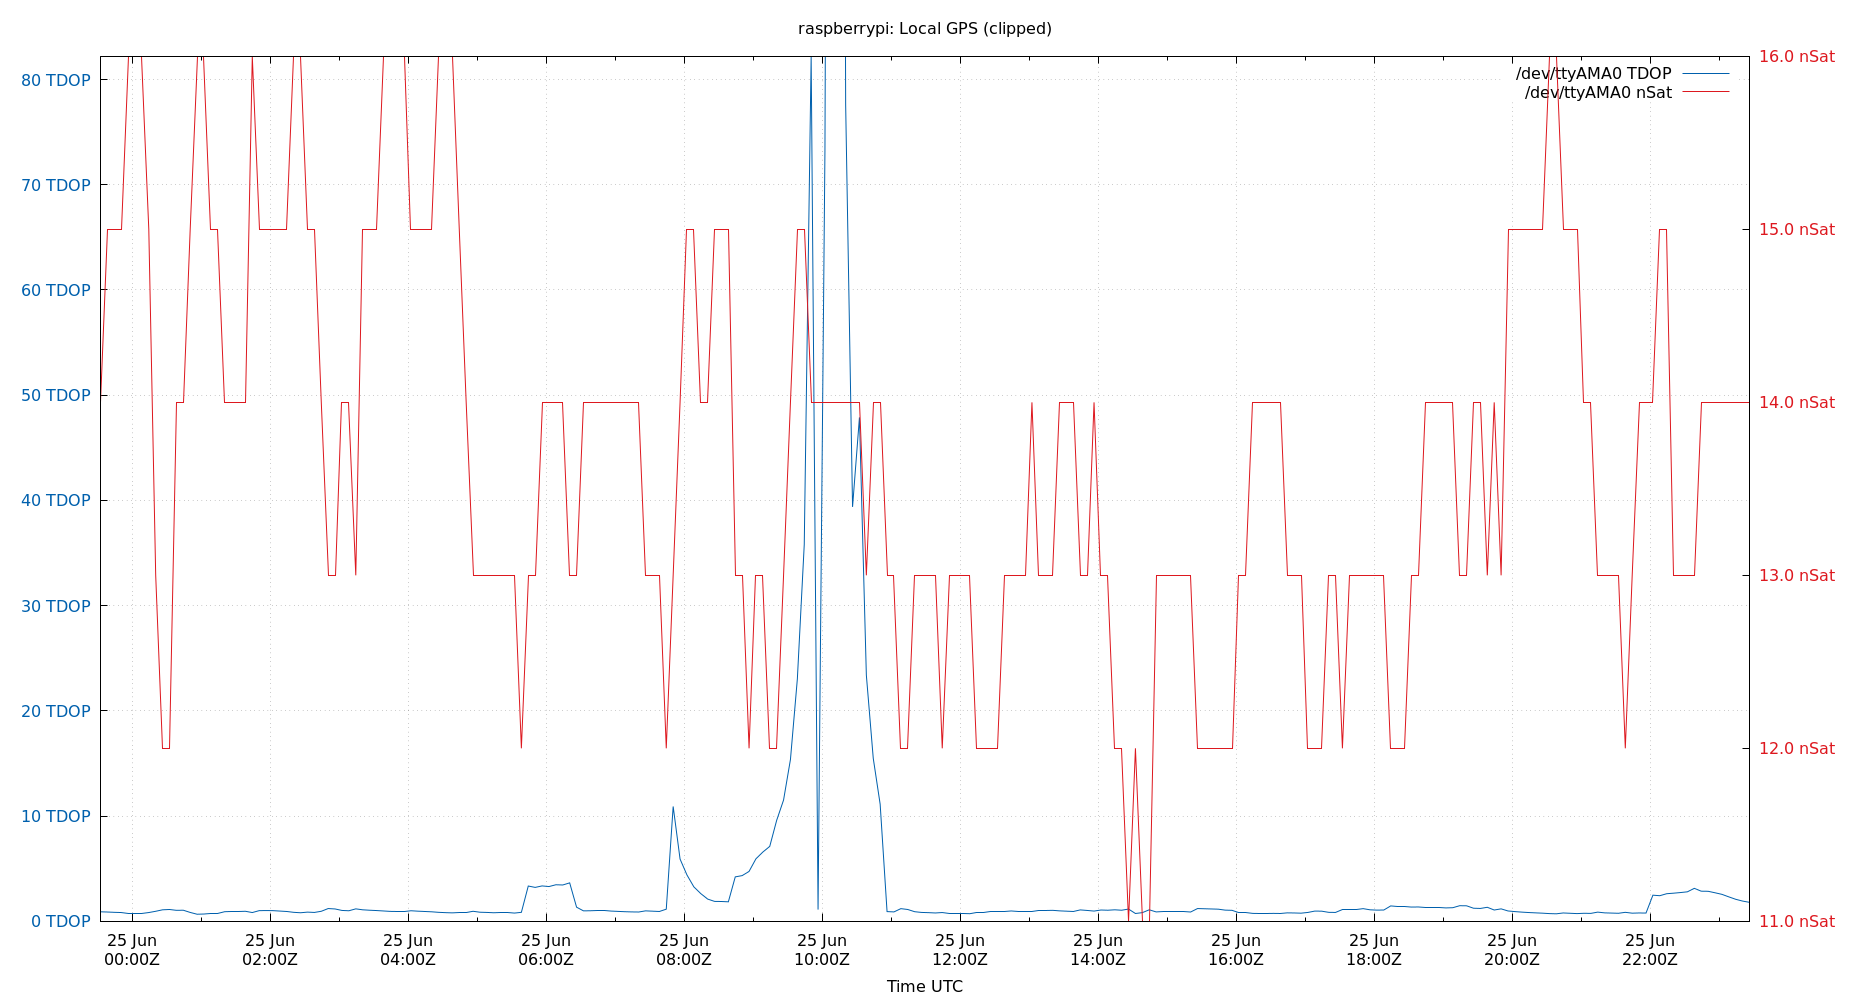 raspberrypi: Local GPS (clipped)
80 TDOP
70 TDOP
60 TDOP
50 TDOP
40 TDOP
30 TDOP
20 TDOP
10 TDOP
0 TDOP
/dev/ttyAMA0 TDOP
/dev/ttyAMA0 nSat
16.0 nSat
15.0 nSat
14.0 nSat
13.0 nSat
12.0 nSat
11.0 nSat
25 Jun 25 Jun 25 Jun 25 Jun 25 Jun 25 Jun 25 Jun 25 Jun 25 Jun 25 Jun 25 Jun 25 Jun
00:00Z 02:00Z 04:00Z 06:00Z 08:00Z 10:00Z 12:00Z 14:00Z 16:00Z 18:00Z 20:00Z 22:00Z
Time UTC